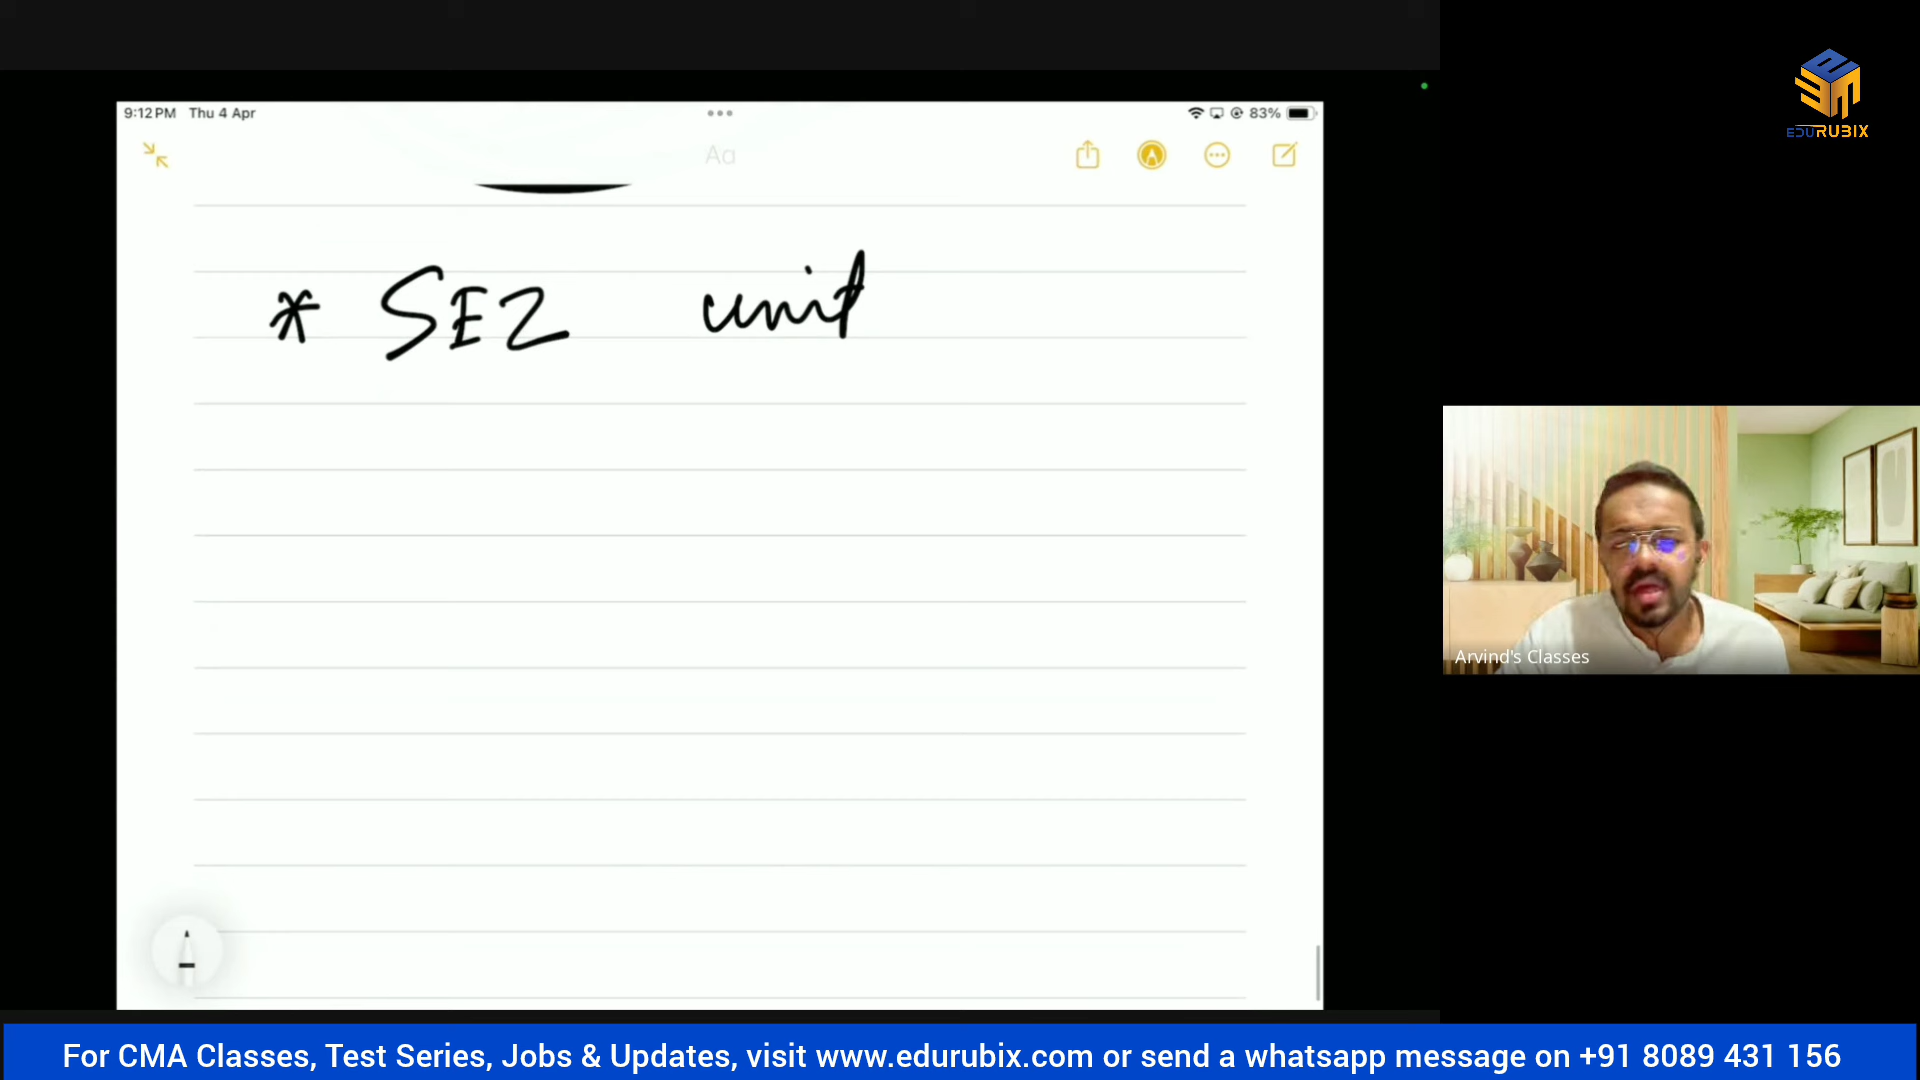 EDURUBIX
9:12 PM Thu 4 Apr
83%
Aa
* SEZ unit
Arvind's Classes
For CMA Classes, Test Series, Jobs & Updates, visit www.edurubix.com or send a whatsapp message on +91 8089 431 156